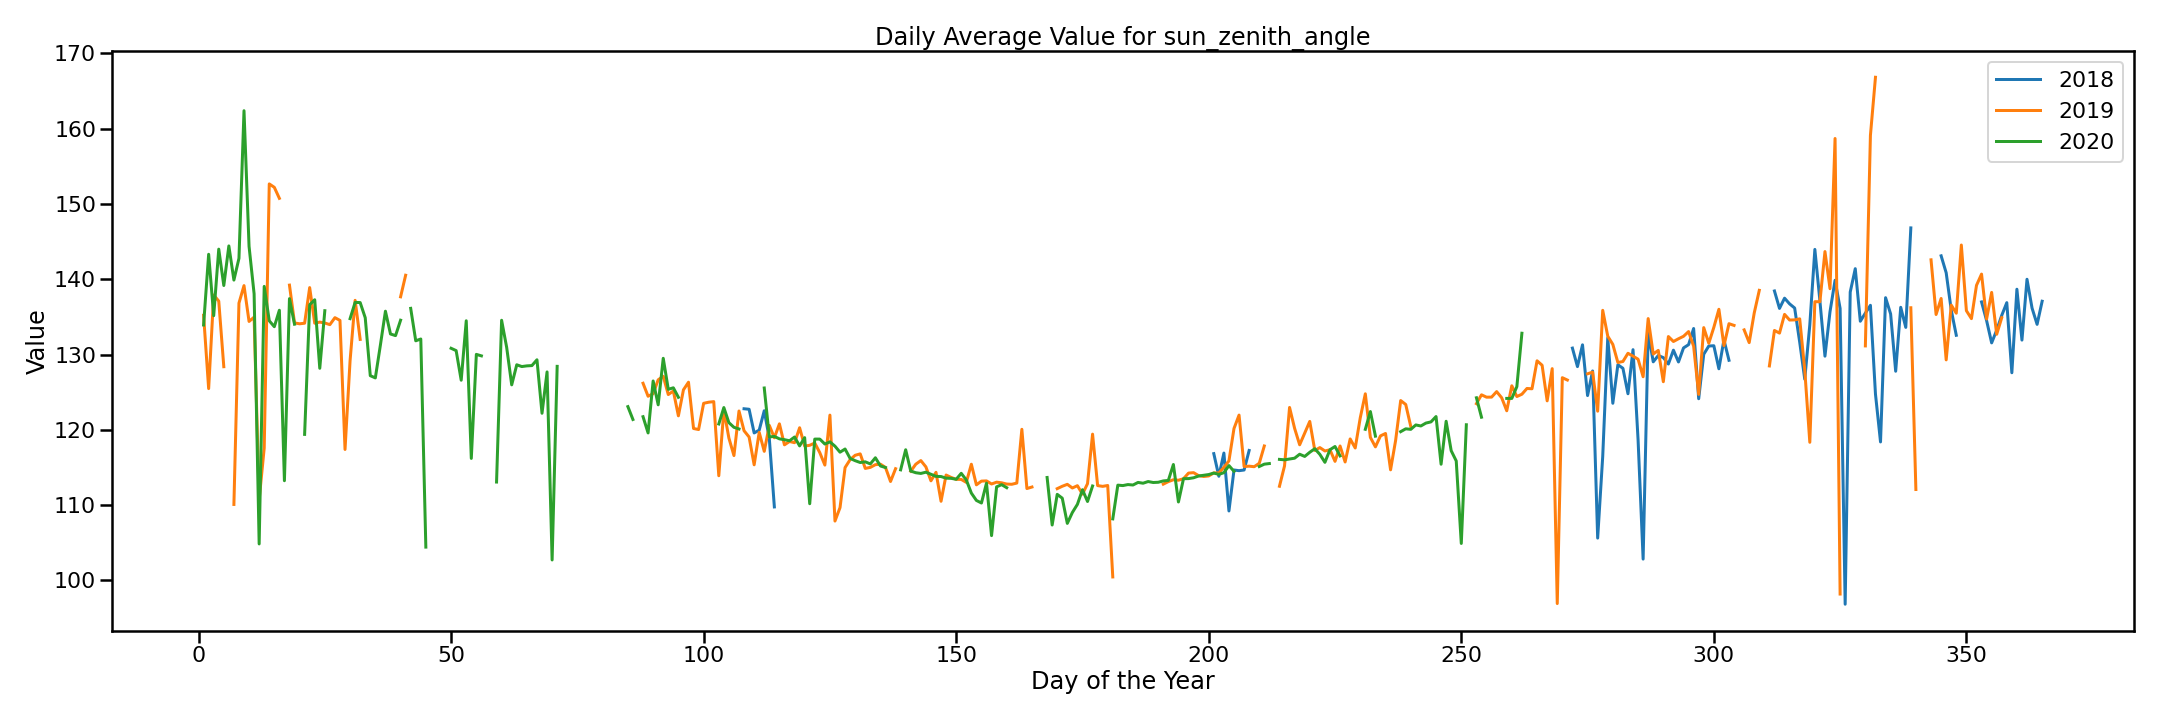 Daily Average Value for sun_zenith_angle
170
160
150
140
130
120
110
100
Value
2018
2019
2020
0 50 100 150 200 250 300 350
Day of the Year